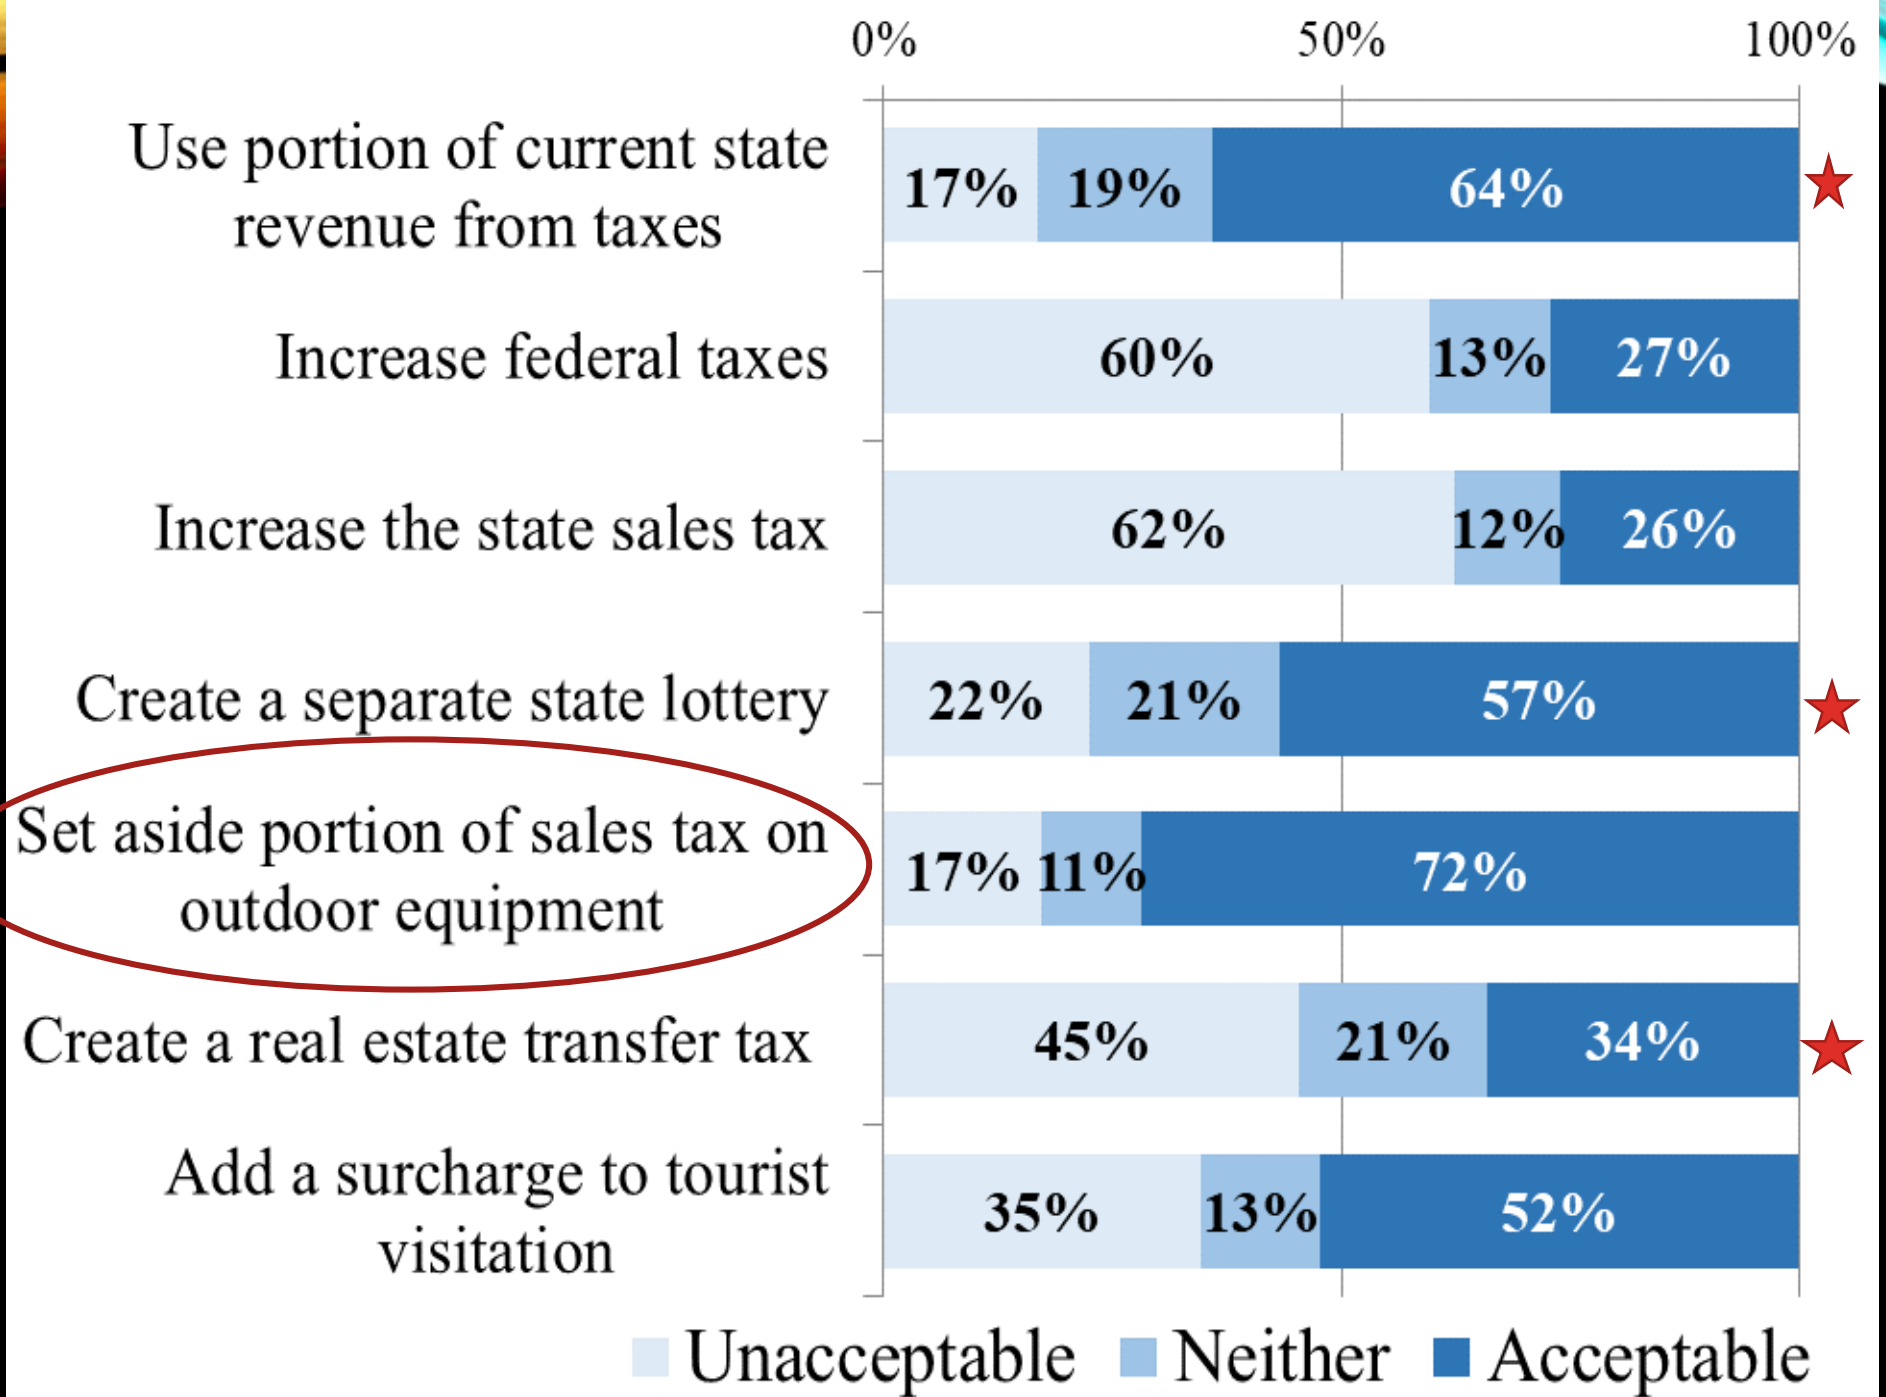 0% 50% 100%
Use portion of current state
revenue from taxes
17% 19% 64%
Increase federal taxes
60% 13% 27%
Increase the state sales tax
62% 12% 26%
Create a separate state lottery
22% 21% 57%
Set aside portion of sales tax on
outdoor equipment
17% 11% 72%
Create a real estate transfer tax
45% 21% 34%
Add a surcharge to tourist
visitation
35% 13% 52%
Unacceptable Neither Acceptable